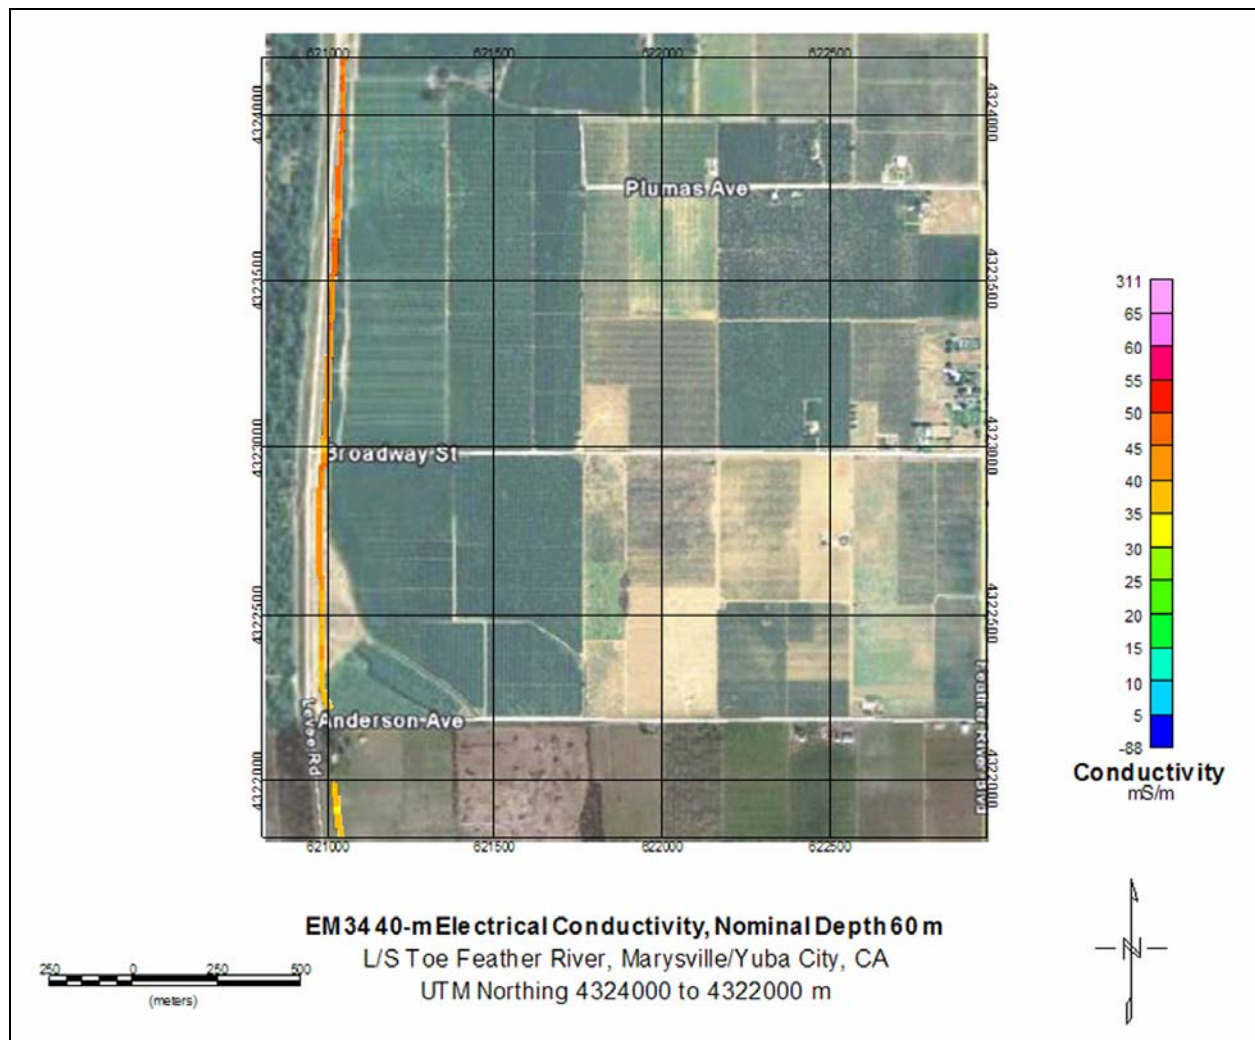 621000 621500 622000 622500
4324000 4324000
Plumas Ave
4323500 4323500
311
65
60
55
50
45
40
35
30
25
20
15
10
5
-88
Conductivity
mS/m
Broadway St
4323000 4323000
4322500 4322500
Feather River Blvd
Levee Rd
Anderson Ave
4322000 4322000
621000 621500 622000 622500
EM34 40-m Electrical Conductivity, Nominal Depth 60 m
L/S Toe Feather River, Marysville/Yuba City, CA
UTM Northing 4324000 to 4322000 m
250 0 250 500
(meters)
N